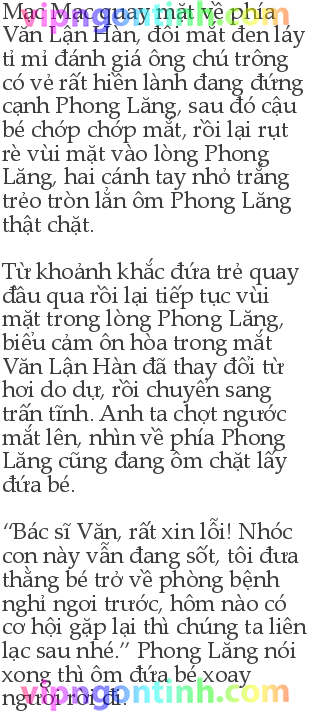 Mạc Mạc quay mặt về phía
Văn Lận Hàn, đôi mắt đen láy
tỉ mỉ đánh giá ông chú trông
có vẻ rất hiền lành đang đứng
cạnh Phong Lăng, sau đó cậu
bé chớp chớp mắt, rồi lại rụt
rè vùi mặt vào lòng Phong
Lăng, hai cánh tay nhỏ trắng
trẻo tròn lẳn ôm Phong Lăng
thật chặt.
Từ khoảnh khắc đứa trẻ quay
đầu qua rồi lại tiếp tục vùi
mặt trong lòng Phong Lăng,
biểu cảm ôn hòa trong mắt
Văn Lận Hàn đã thay đổi từ
hơi do dự, rồi chuyển sang
trấn tĩnh. Anh ta chợt ngước
mắt lên, nhìn về phía Phong
Lăng cũng đang ôm chặt lấy
đứa bé.
“Bác sĩ Văn, rất xin lỗi! Nhóc
con này vẫn đang sốt, tôi đưa
thằng bé trở về phòng bệnh
nghỉ ngơi trước, hôm nào có
cơ hội gặp lại thì chúng ta liên
lạc sau nhé.” Phong Lăng nói
xong thì ôm đứa bé xoay
người rời đi.
vipngontinh.com
vipngontinh.com